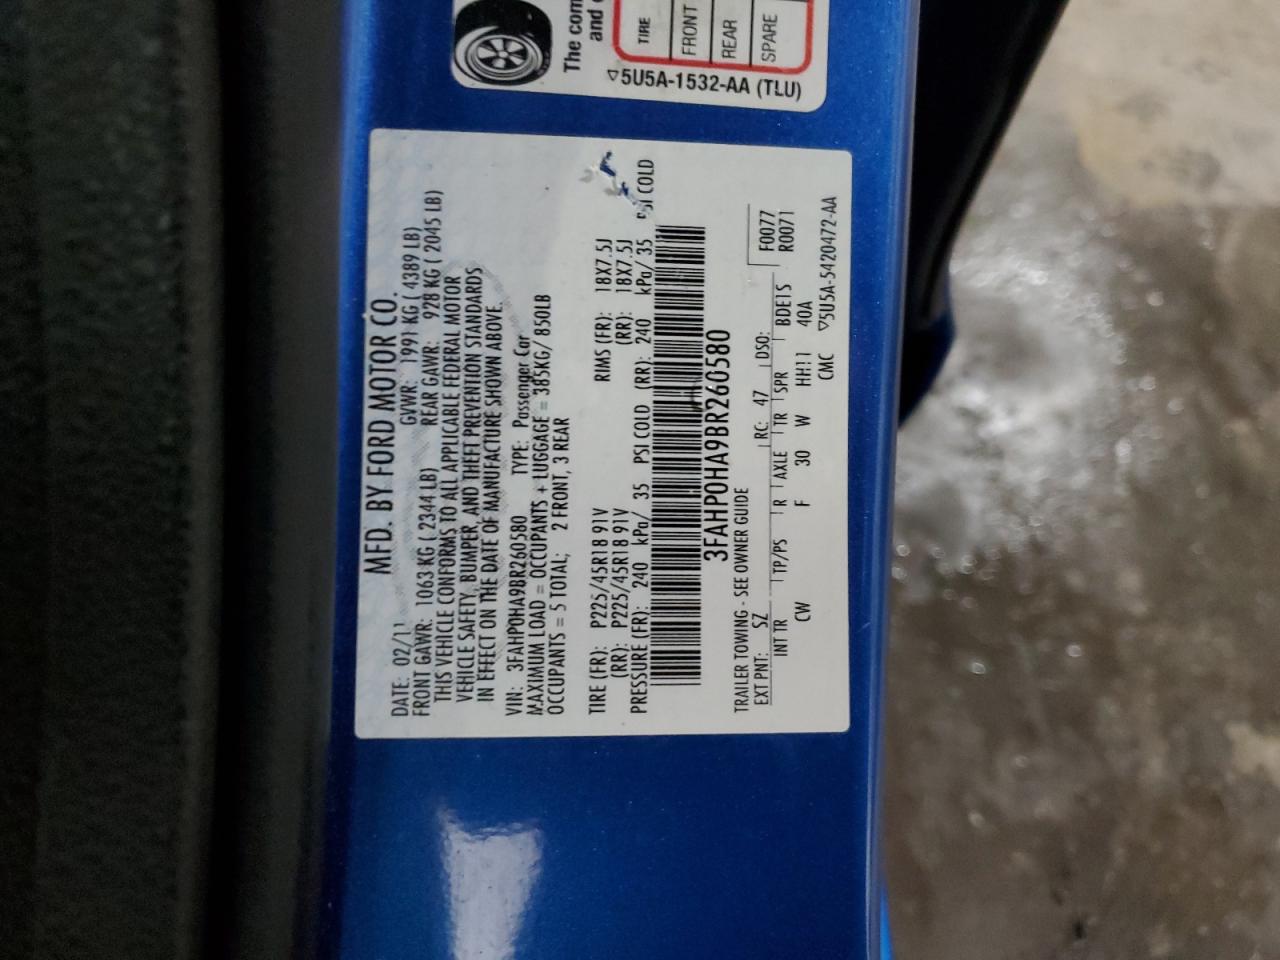 The com
and c
TIRE
FRONT
REAR
SPARE
▽5U5A-1532-AA (TLU)
MFD. BY FORD MOTOR CO.
DATE: 02/11 GVWR: 1991 KG ( 4389 LB)
FRONT GAWR: 1063 KG ( 2344 LB) REAR GAWR: 928 KG ( 2045 LB)
THIS VEHICLE CONFORMS TO ALL APPLICABLE FEDERAL MOTOR
VEHICLE SAFETY, BUMPER, AND THEFT PREVENTION STANDARDS
IN EFFECT ON THE DATE OF MANUFACTURE SHOWN ABOVE.
VIN: 3FAHP0HA9BR260580 TYPE: Passenger Car
MAXIMUM LOAD = OCCUPANTS + LUGGAGE = 385KG/ 850LB
OCCUPANTS = 5 TOTAL; 2 FRONT, 3 REAR
TIRE (FR): P225/45R18 91V RIMS (FR): 18X7.5J
(RR): P225/45R18 91V (RR): 18X7.5J
PRESSURE (FR): 240 kPa/ 35 PSI COLD (RR): 240 kPa/ 35 PSI COLD
3FAHP0HA9BR260580
TRAILER TOWING - SEE OWNER GUIDE
F0077
R0071
EXT PNT: SZ RC: 47 DSO:
INT TR TP/PS R AXLE TR SPR BDE15
CW F 30 W HH11 40A
CMC ▽5U5A-5420472-AA